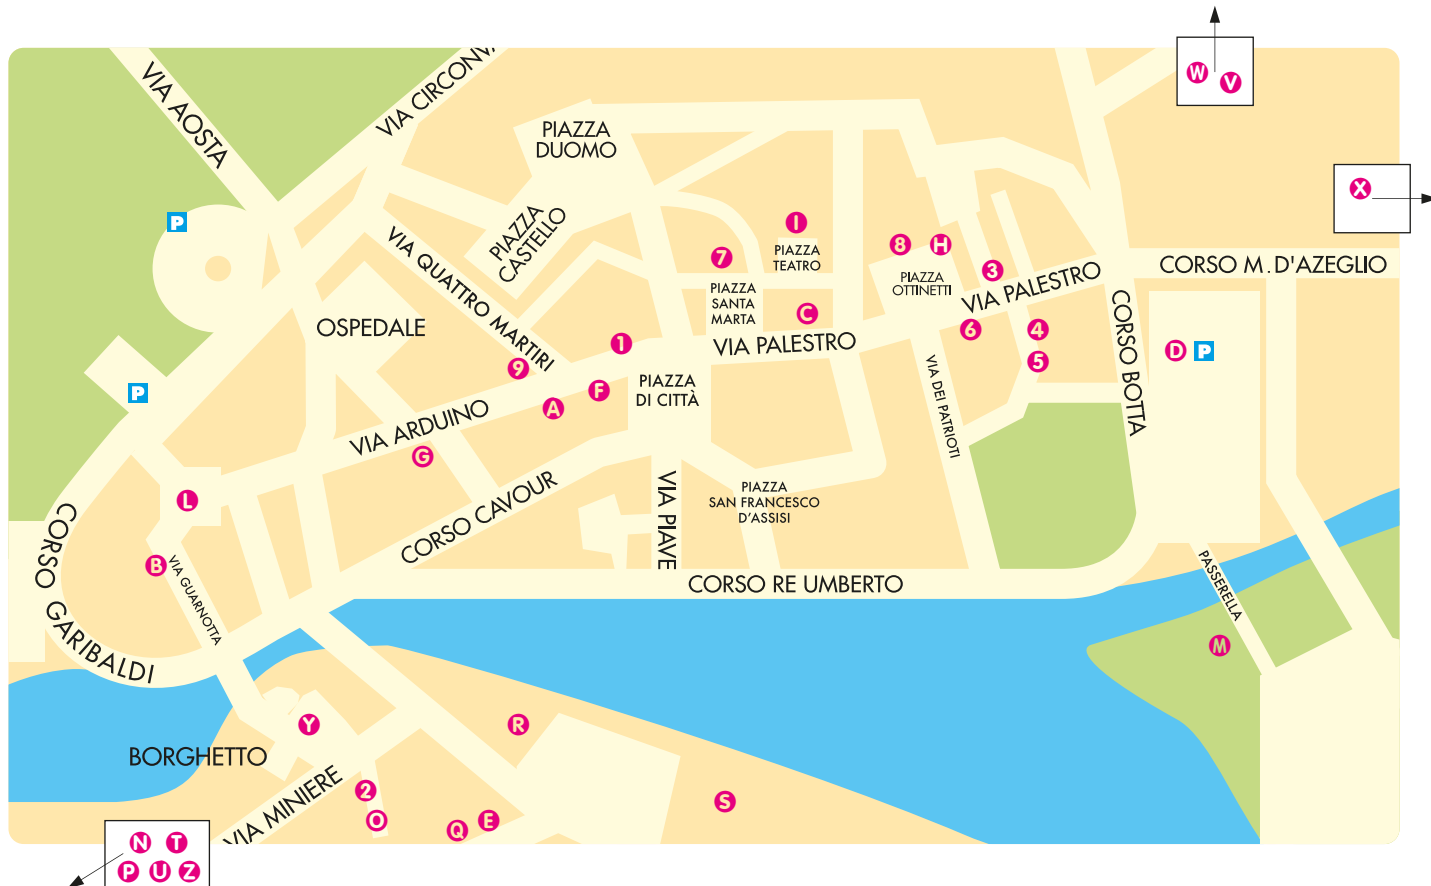 W
V
VIA AOSTA
VIA CIRCONV
PIAZZA
DUOMO
X
P
PIAZZA
CASTELLO
I
7
PIAZZA
TEATRO
8
H
3
VIA QUATTRO MARTIRI
PIAZZA
OTTINETTI
CORSO M. D'AZEGLIO
PIAZZA
SANTA
MARTA
C
VIA PALESTRO
OSPEDALE
VIA PALESTRO
6
4
5
CORSO BOTTA
D
P
1
9
F
A
PIAZZA
DI CITTÀ
P
VIA DEI PATRIOTI
VIA ARDUINO
G
L
CORSO CAVOUR
VIA PIAVE
PIAZZA
SAN FRANCESCO
D'ASSISI
CORSO GARIBALDI
B
VIA GUARNOTTA
CORSO RE UMBERTO
PASSERELLA
M
Y
R
BORGHETTO
VIA MINIERE
2
O
Q
E
S
N
T
P
U
Z